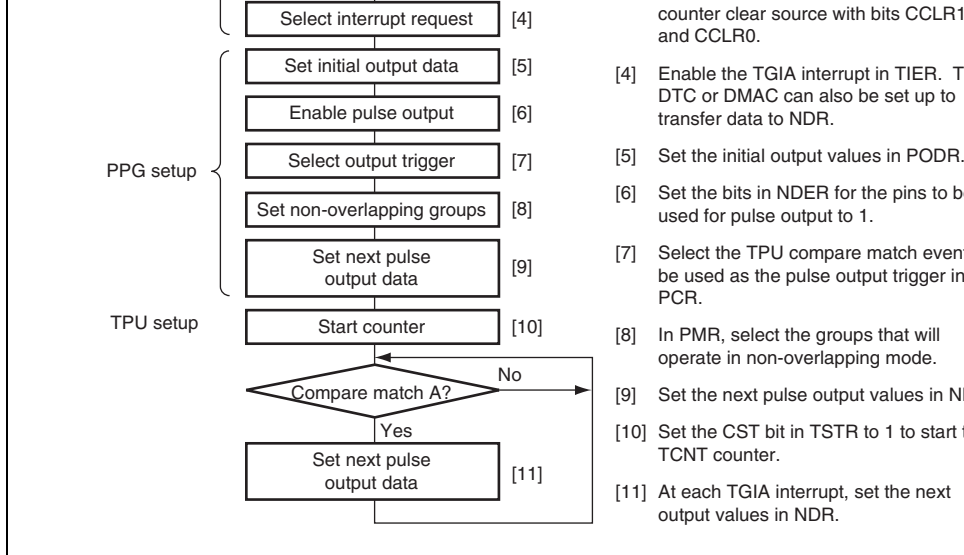 Select interrupt request [4]
Set initial output data [5]
Enable pulse output [6]
PPG setup
Select output trigger [7]
Set non-overlapping groups [8]
Set next pulse
output data [9]
TPU setup
Start counter [10]
Compare match A?
No
Yes
Set next pulse
output data [11]
counter clear source with bits CCLR1
and CCLR0.
[4] Enable the TGIA interrupt in TIER.
DTC or DMAC can also be set up to
transfer data to NDR.
[5] Set the initial output values in PODR.
[6] Set the bits in NDER for the pins to
used for pulse output to 1.
[7] Select the TPU compare match
be used as the pulse output trigger in
PCR.
[8] In PMR, select the groups that will
operate in non-overlapping mode.
[9] Set the next pulse output values in
[10] Set the CST bit in TSTR to 1 to start
TCNT counter.
[11] At each TGIA interrupt, set the next
output values in NDR.